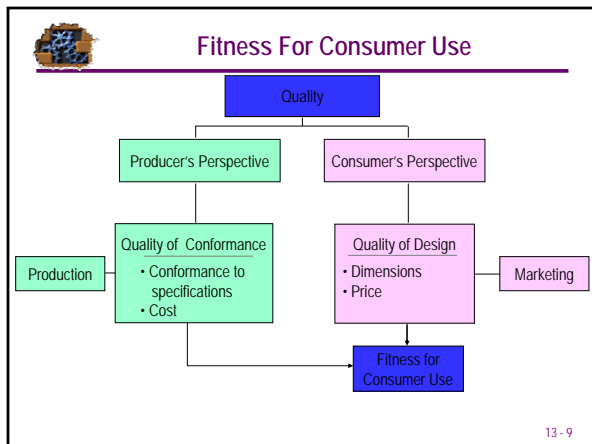 Fitness For Consumer Use
Quality
Producer's Perspective
Consumer's Perspective
Quality of Conformance
• Conformance to
specifications
• Cost
Production
Quality of Design
• Dimensions
• Price
Marketing
Fitness for
Consumer Use
13 - 9